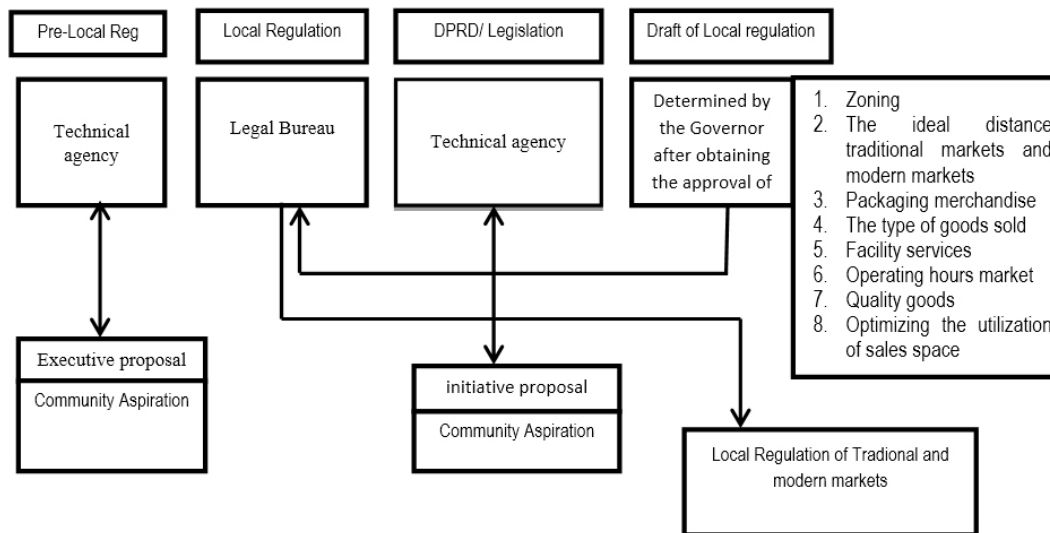 Pre-Local Reg
Local Regulation
DPRD/ Legislation
Draft of Local regulation
Technical
agency
Legal Bureau
Technical agency
Determined by
the Governor
after obtaining
the approval of
1. Zoning
2. The ideal distance
traditional markets and
modern markets
3. Packaging merchandise
4. The type of goods sold
5. Facility services
6. Operating hours market
7. Quality goods
8. Optimizing the utilization
of sales space
Executive proposal
Community Aspiration
initiative proposal
Community Aspiration
Local Regulation of Tradional and
modern markets